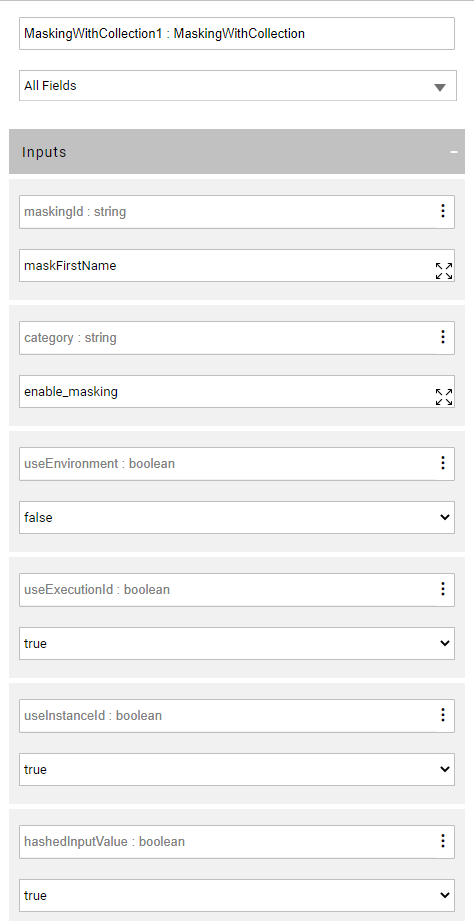 MaskingWithCollection1 : MaskingWithCollection
All Fields
Inputs
maskingId : string
maskFirstName
category : string
enable_masking
useEnvironment : boolean
false
useExecutionId : boolean
true
useInstanceId : boolean
true
hashedInputValue : boolean
true